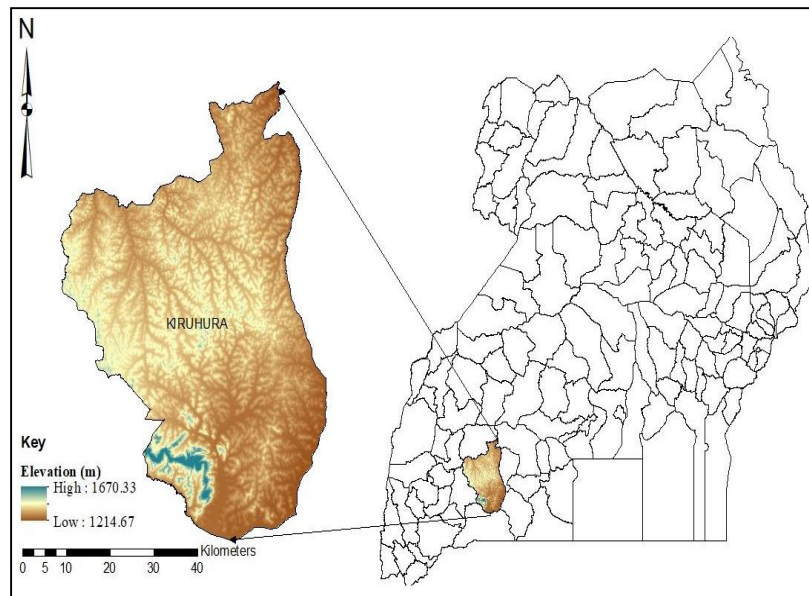 N
KIRUHURA
Key
Elevation (m)
High : 1670.33
Low : 1214.67
Kilometers
0 5 10 20 30 40